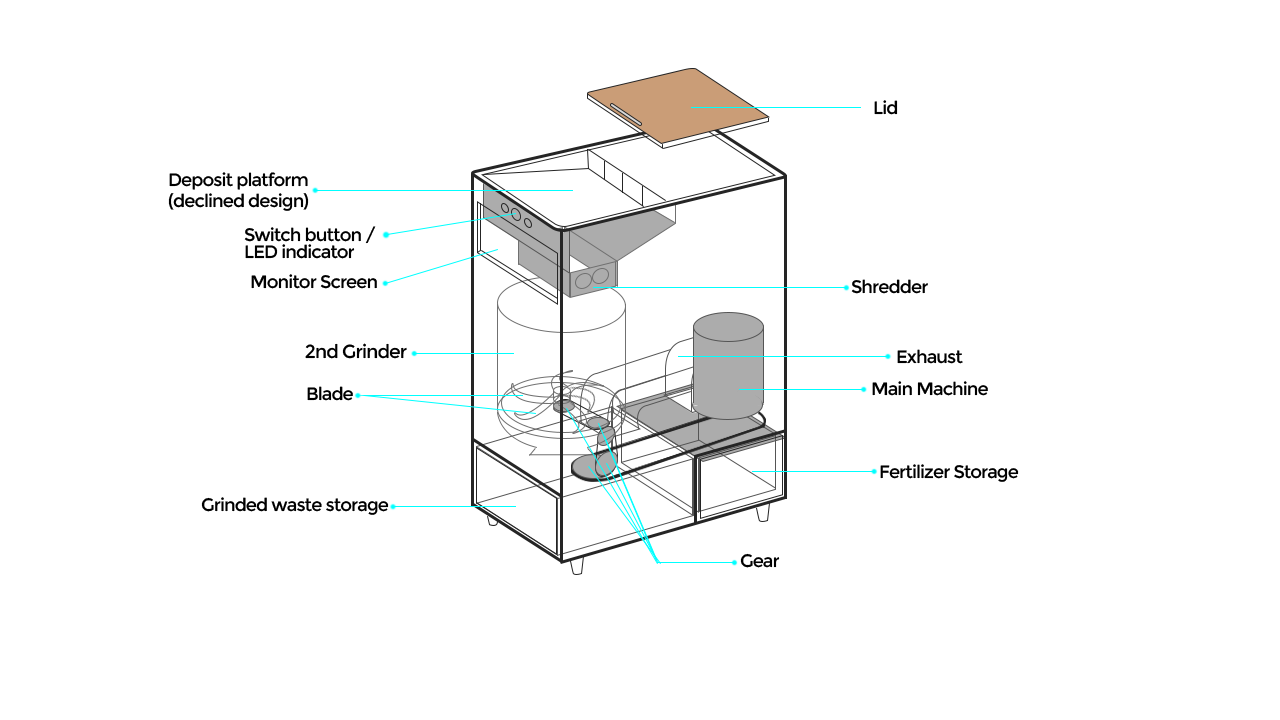 Lid
Deposit platform
(declined design)
Switch button /
LED indicator
Monitor Screen
Shredder
2nd Grinder
Exhaust
Main Machine
Blade
Fertilizer Storage
Grinded waste storage
Gear